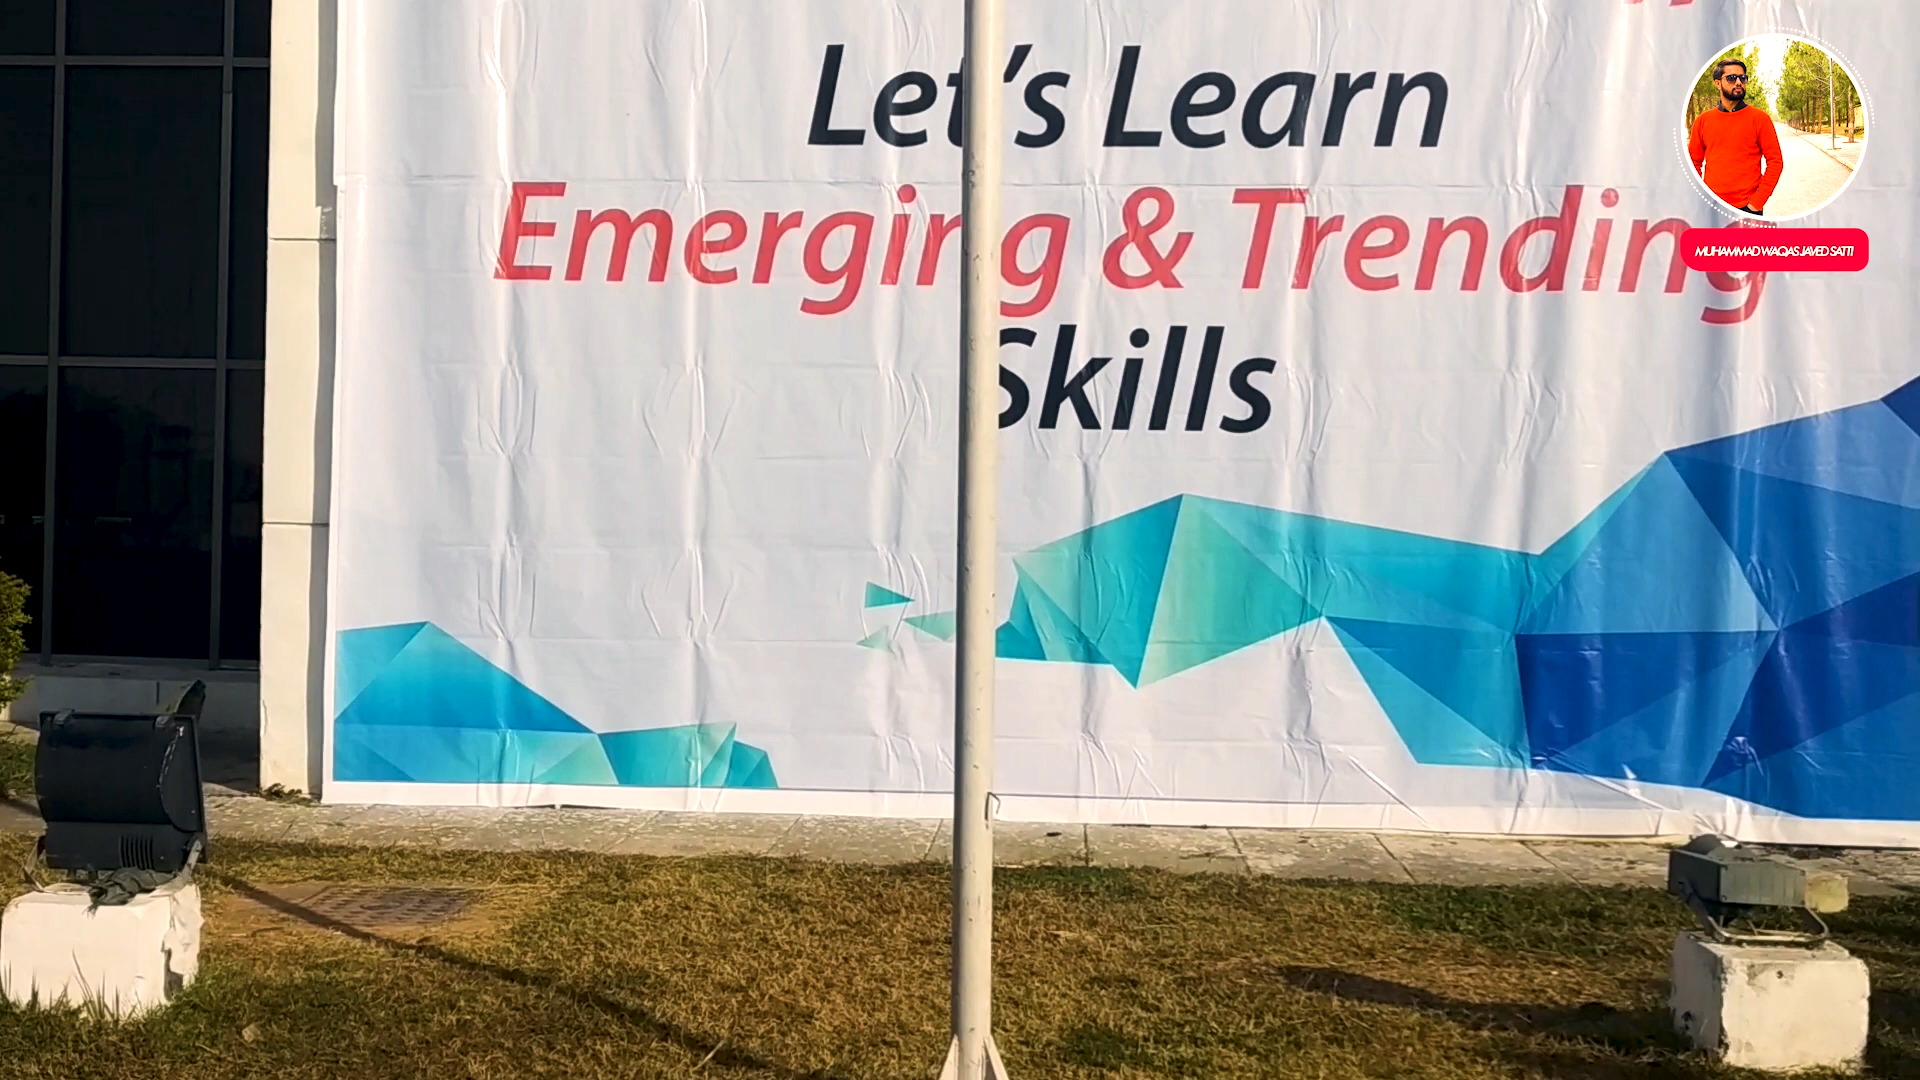 Let's Learn
Emerging & Trending
Skills
MUHAMMAD WAQAS JAVED SATTI